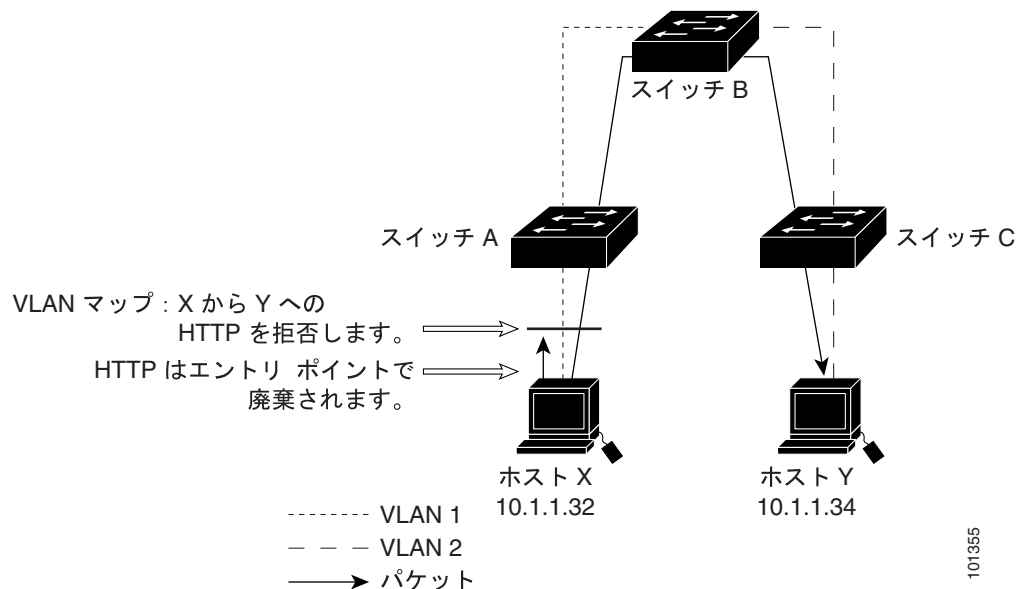 スイッチ B
スイッチ A
スイッチ C
VLAN マップ：X から Y への
HTTP を拒否します。
HTTP はエントリ ポイントで
廃棄されます。
ホスト X
10.1.1.32
ホスト Y
10.1.1.34
VLAN 1
VLAN 2
パケット
101355